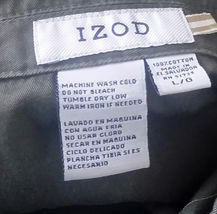 IZOD
MACHINE WASH COLD
DO NOT BLEACH
TUMBLE DRY LOW
WARM IRON IF NEEDED
LAVADO EN MAQUINA
CON AGUA FRIA
NO USAR CLORO
SECAR EN MAQUINA
CICLO DELICADO
PLANCHA TIBIA SI ES
NECESARIO
100%COTTON
MADE IN
EL SALVADOR
L/G